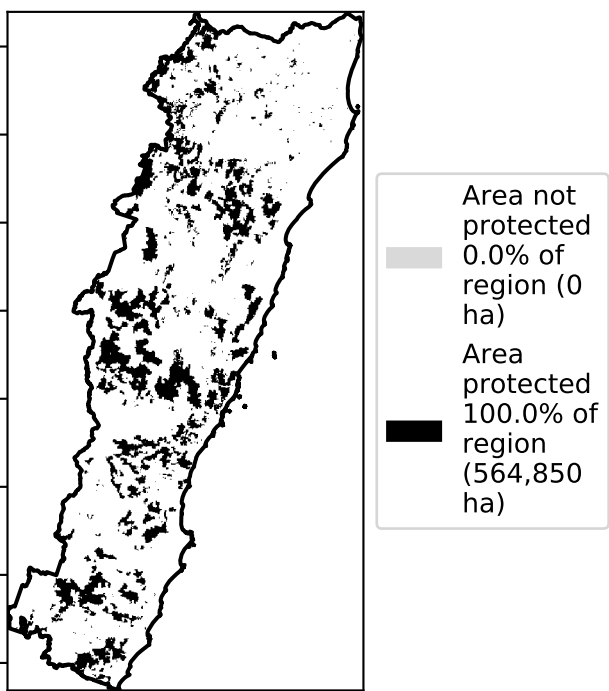 Area not
protected
0.0% of
region (0
ha)
Area
protected
100.0% of
region
(564,850
ha)